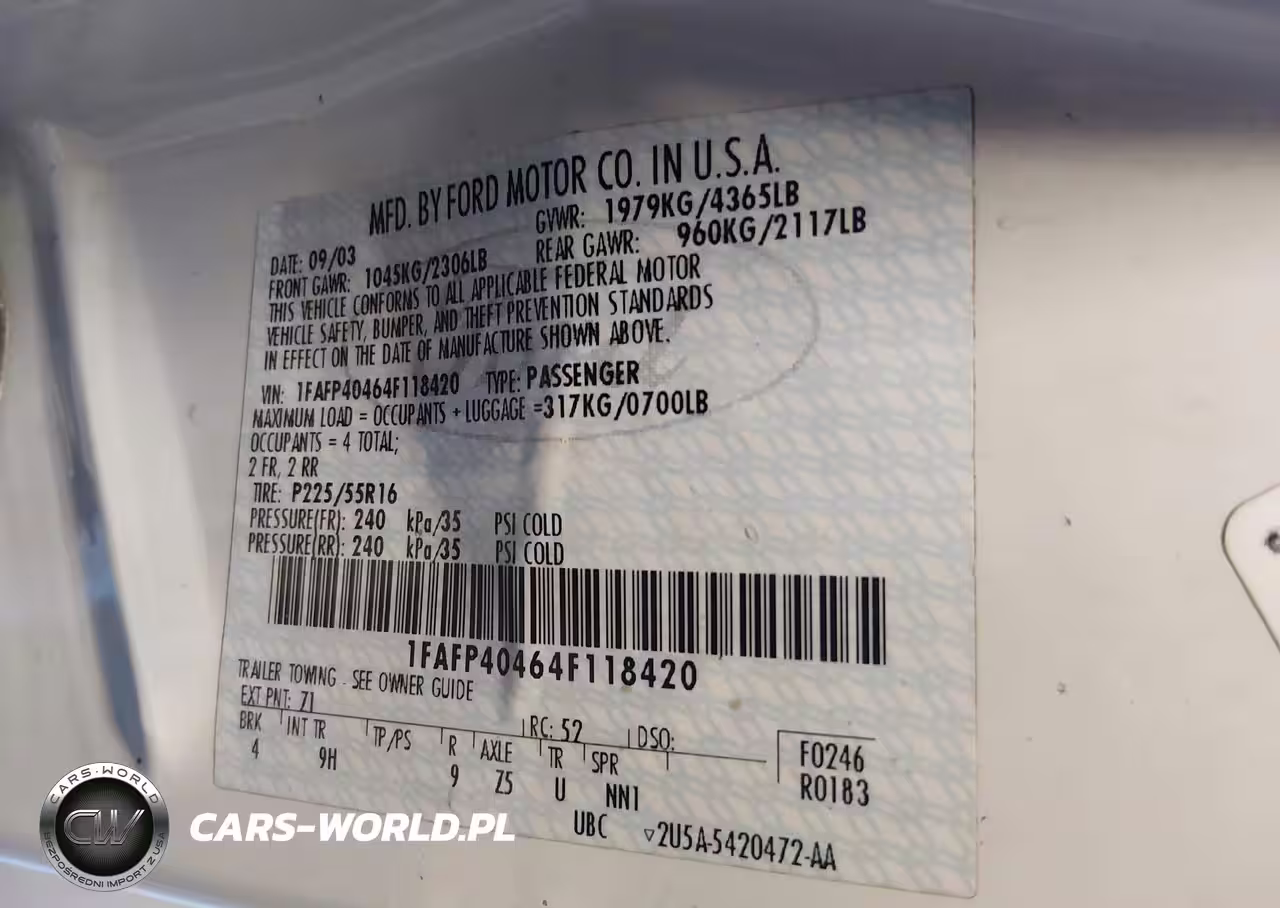 MFD. BY FORD MOTOR CO. IN U.S.A.
DATE: 09/03 GVWR: 1979KG/4365LB
FRONT GAWR: 1045KG/2306LB REAR GAWR: 960KG/2117LB
THIS VEHICLE CONFORMS TO ALL APPLICABLE FEDERAL MOTOR
VEHICLE SAFETY, BUMPER, AND THEFT PREVENTION STANDARDS
IN EFFECT ON THE DATE OF MANUFACTURE SHOWN ABOVE.
VIN: 1FAFP40464F118420 TYPE: PASSENGER
MAXIMUM LOAD = OCCUPANTS + LUGGAGE =317KG/0700LB
OCCUPANTS = 4 TOTAL;
2 FR, 2 RR
TIRE: P225/55R16
PRESSURE(FR): 240 kPa/35 PSI COLD
PRESSURE(RR): 240 kPa/35 PSI COLD
1FAFP40464F118420
TRAILER TOWING - SEE OWNER GUIDE
EXT PNT: 71 RC: 52 DSO:
BRK INT TR TP/PS R AXLE TR SPR
4 9H 9 Z5 U NN1
F0246
R0183
UBC ▽2U5A-5420472-AA
CARS-WORLD
CW
BEZPOŚREDNI IMPORT Z USA
CARS-WORLD.PL